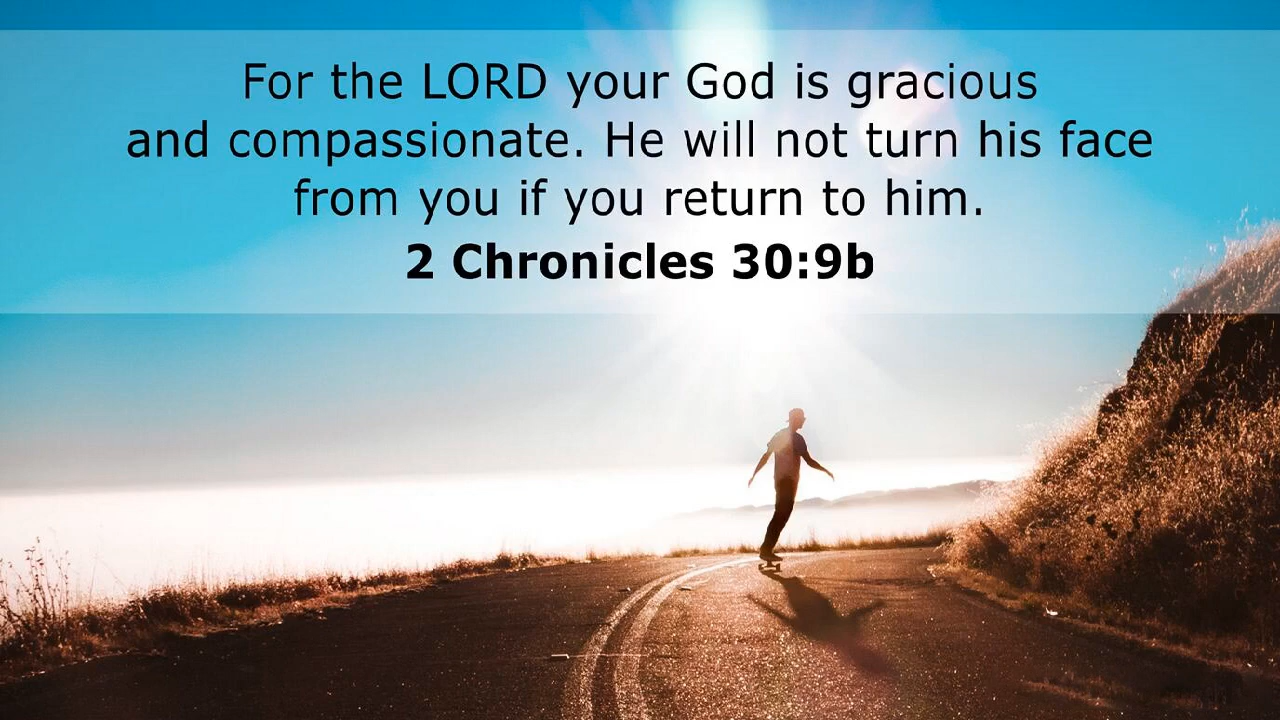 For the LORD your God is gracious
and compassionate. He will not turn his face
from you if you return to him.
2 Chronicles 30:9b